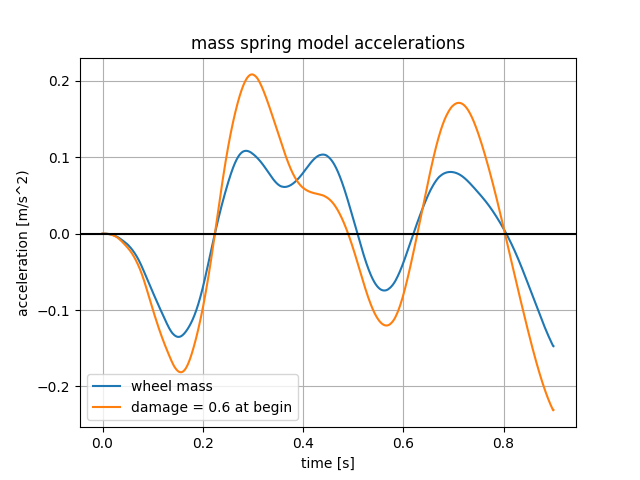 mass spring model accelerations
acceleration [m/s^2)
0.2
0.1
0.0
−0.1
−0.2
wheel mass
damage = 0.6 at begin
0.0 0.2 0.4 0.6 0.8
time [s]